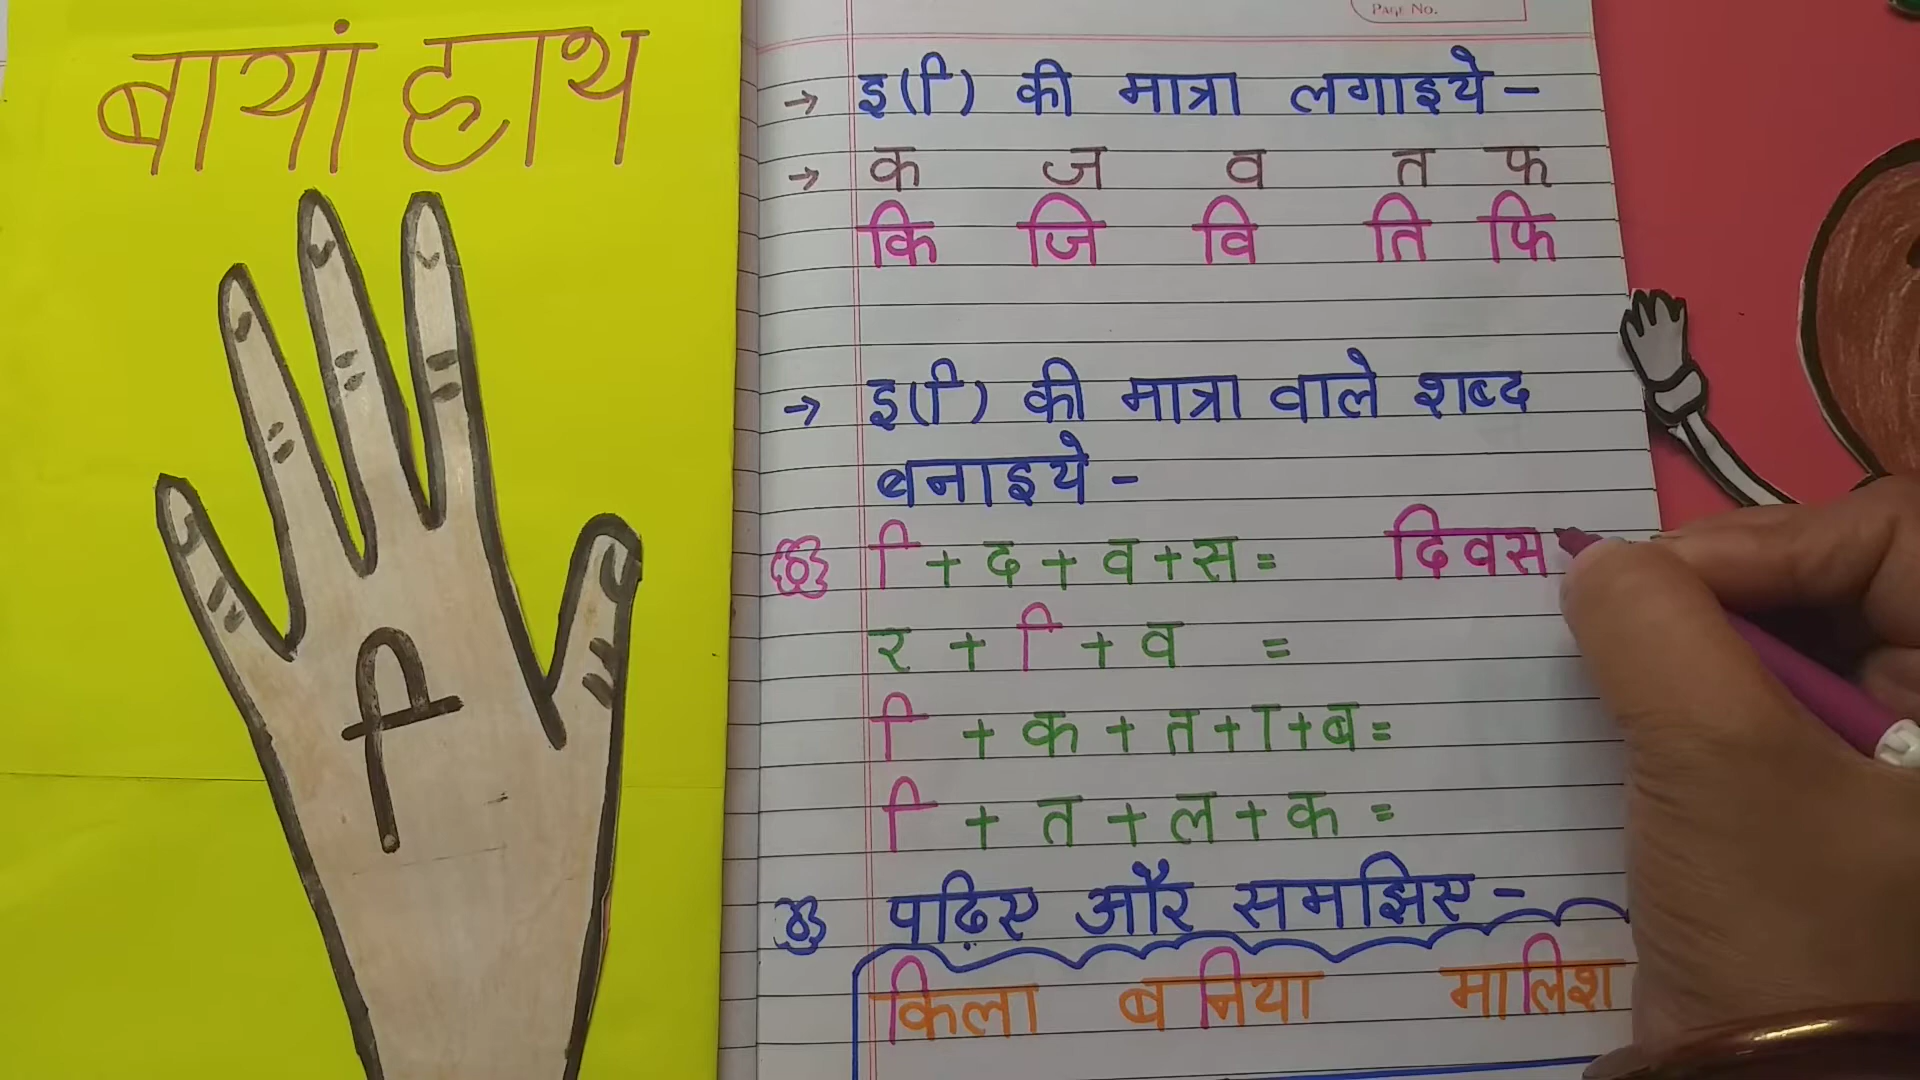 बायां हाथ
ि
PAGE NO.
→ इ(ि) की मात्रा लगाइये -
→ क ज व त फ
कि जि वि ति फि
→ इ(ि) की मात्रा वाले शब्द
बनाइये -
ि + द + व + स = दिवस
र + ि + व =
ि + क + त + ा + ब =
ि + त + ल + क =
पढ़िए और समझिए -
किला बनिया मालिश